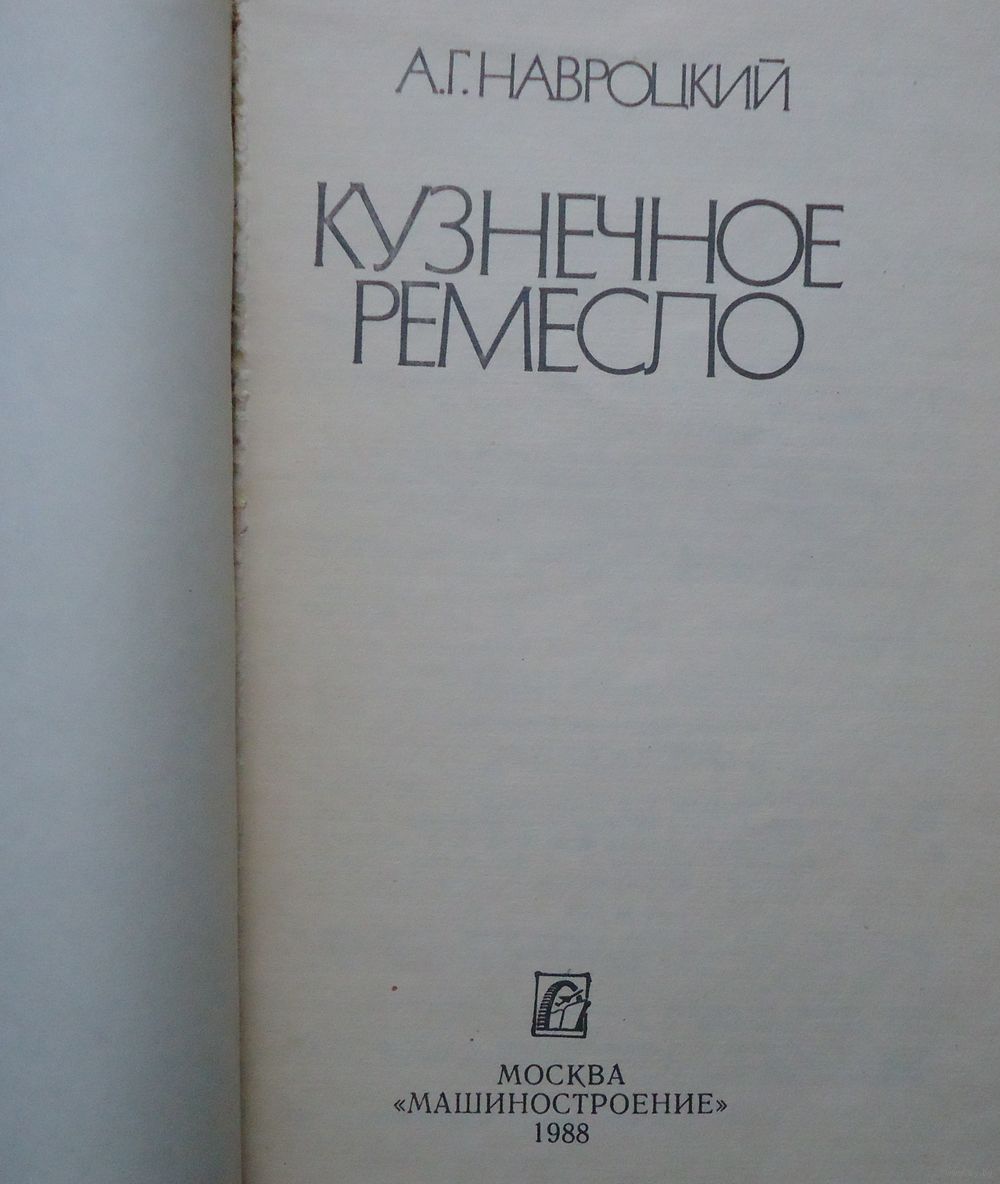 А.Г. НАВРОЦКИЙ
КУЗНЕЧНОЕ
РЕМЕСЛО
МОСКВА
«МАШИНОСТРОЕНИЕ»
1988